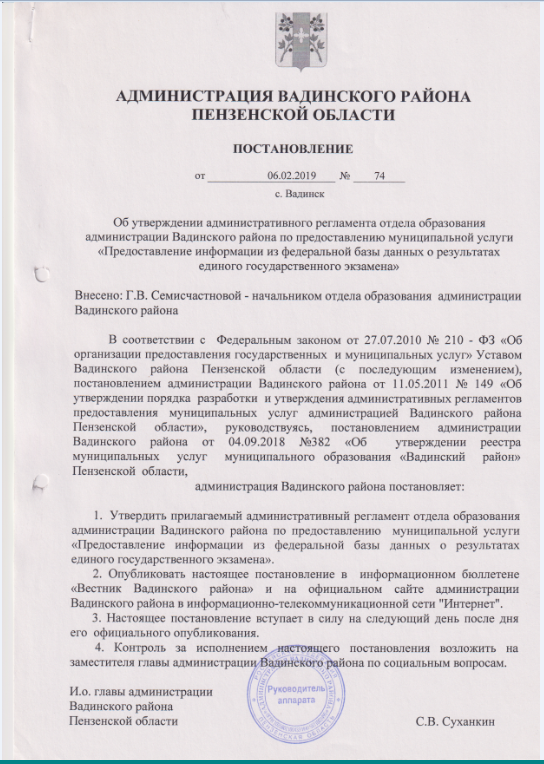 АДМИНИСТРАЦИЯ ВАДИНСКОГО РАЙОНА
ПЕНЗЕНСКОЙ ОБЛАСТИ
ПОСТАНОВЛЕНИЕ
от 06.02.2019 № 74
с. Вадинск
Об утверждении административного регламента отдела образования
администрации Вадинского района по предоставлению муниципальной услуги
«Предоставление информации из федеральной базы данных о результатах
единого государственного экзамена»
Внесено: Г.В. Семисчастновой - начальником отдела образования администрации
Вадинского района
В соответствии с Федеральным законом от 27.07.2010 № 210 - ФЗ «Об
организации предоставления государственных и муниципальных услуг» Уставом
Вадинского района Пензенской области (с последующим изменением),
постановлением администрации Вадинского района от 11.05.2011 № 149 «Об
утверждении порядка разработки и утверждения административных регламентов
предоставления муниципальных услуг администрацией Вадинского района
Пензенской области», руководствуясь, постановлением администрации
Вадинского района от 04.09.2018 №382 «Об утверждении реестра
муниципальных услуг муниципального образования «Вадинский район»
Пензенской области,
администрация Вадинского района постановляет:
1. Утвердить прилагаемый административный регламент отдела образования
администрации Вадинского района по предоставлению муниципальной услуги
«Предоставление информации из федеральной базы данных о результатах
единого государственного экзамена».
2. Опубликовать настоящее постановление в информационном бюллетене
«Вестник Вадинского района» и на официальном сайте администрации
Вадинского района в информационно-телекоммуникационной сети "Интернет".
3. Настоящее постановление вступает в силу на следующий день после дня
его официального опубликования.
4. Контроль за исполнением настоящего постановления возложить на
заместителя главы администрации Вадинского района по социальным вопросам.
Руководитель
аппарата
И.о. главы администрации
Вадинского района
Пензенской области С.В. Суханкин